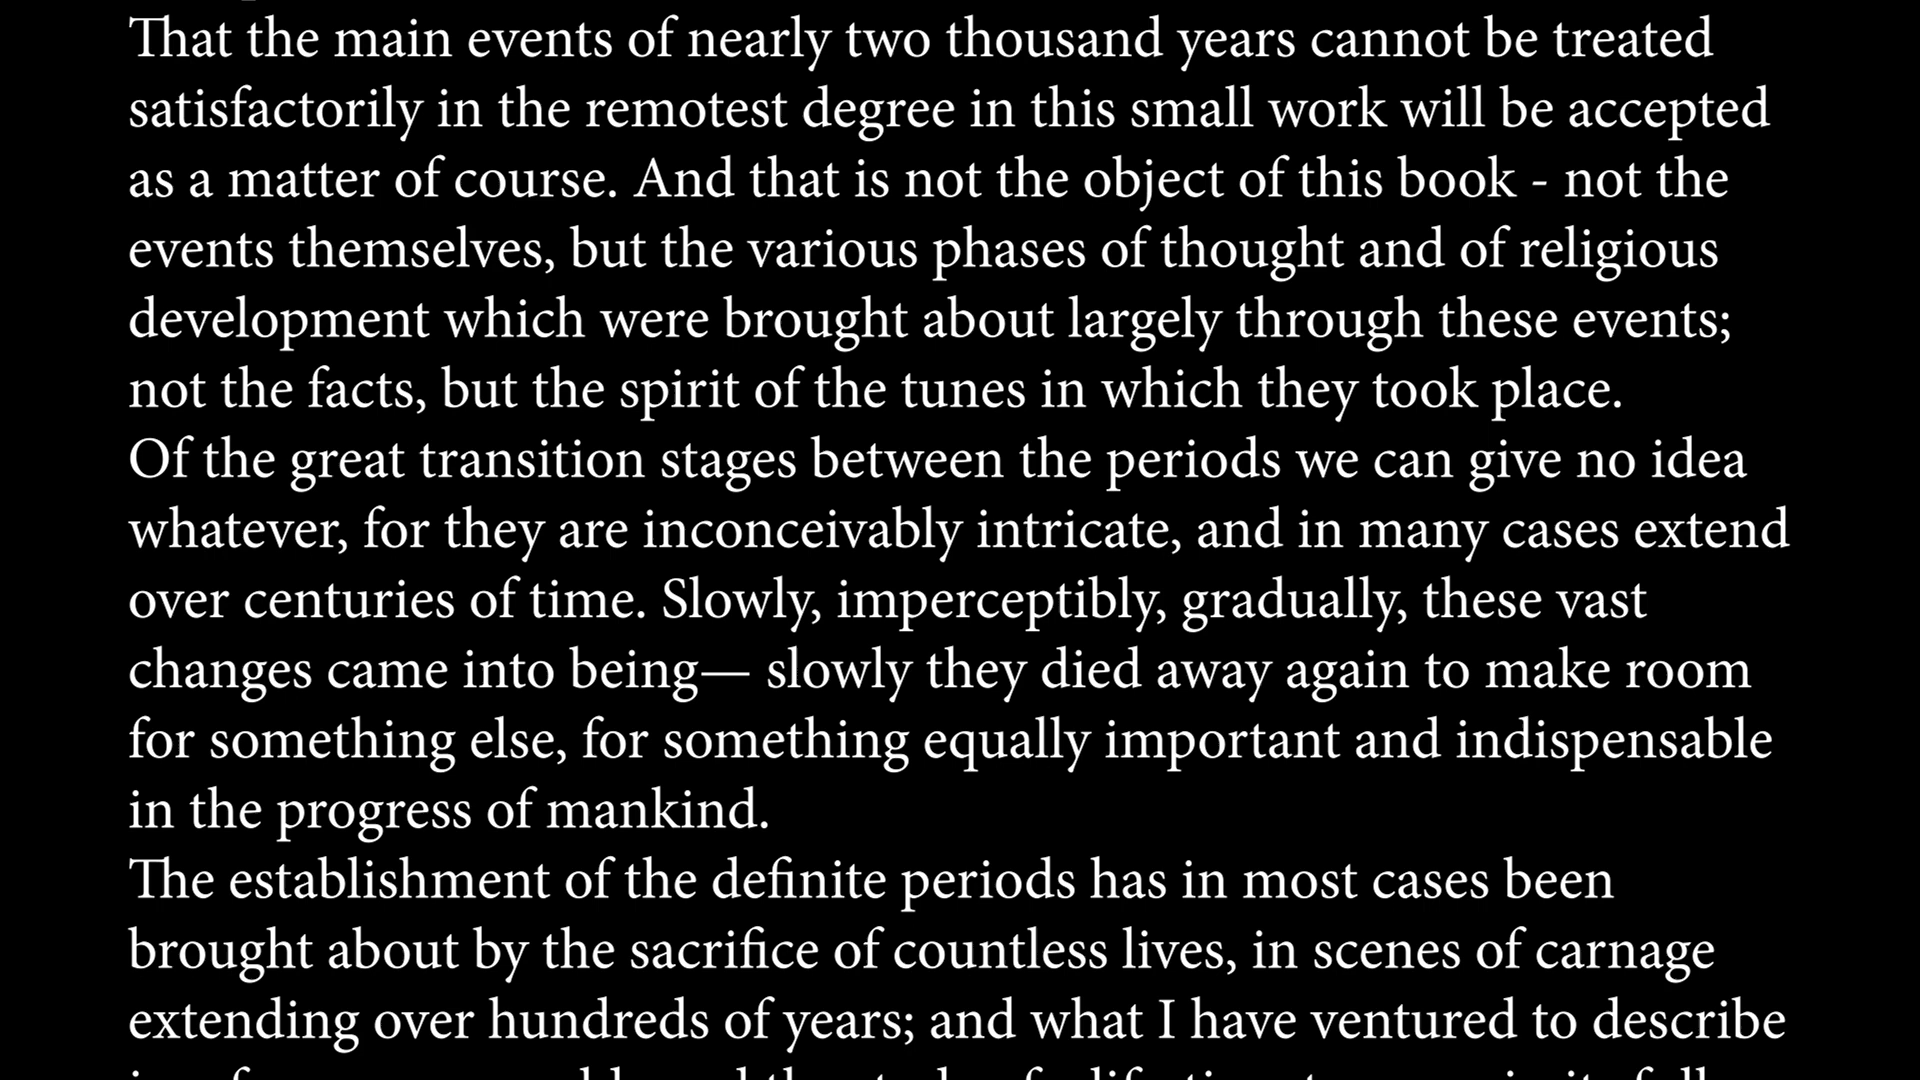 That the main events of nearly two thousand years cannot be treated
satisfactorily in the remotest degree in this small work will be accepted
as a matter of course. And that is not the object of this book - not the
events themselves, but the various phases of thought and of religious
development which were brought about largely through these events;
not the facts, but the spirit of the tunes in which they took place.
Of the great transition stages between the periods we can give no idea
whatever, for they are inconceivably intricate, and in many cases extend
over centuries of time. Slowly, imperceptibly, gradually, these vast
changes came into being— slowly they died away again to make room
for something else, for something equally important and indispensable
in the progress of mankind.
The establishment of the definite periods has in most cases been
brought about by the sacrifice of countless lives, in scenes of carnage
extending over hundreds of years; and what I have ventured to describe